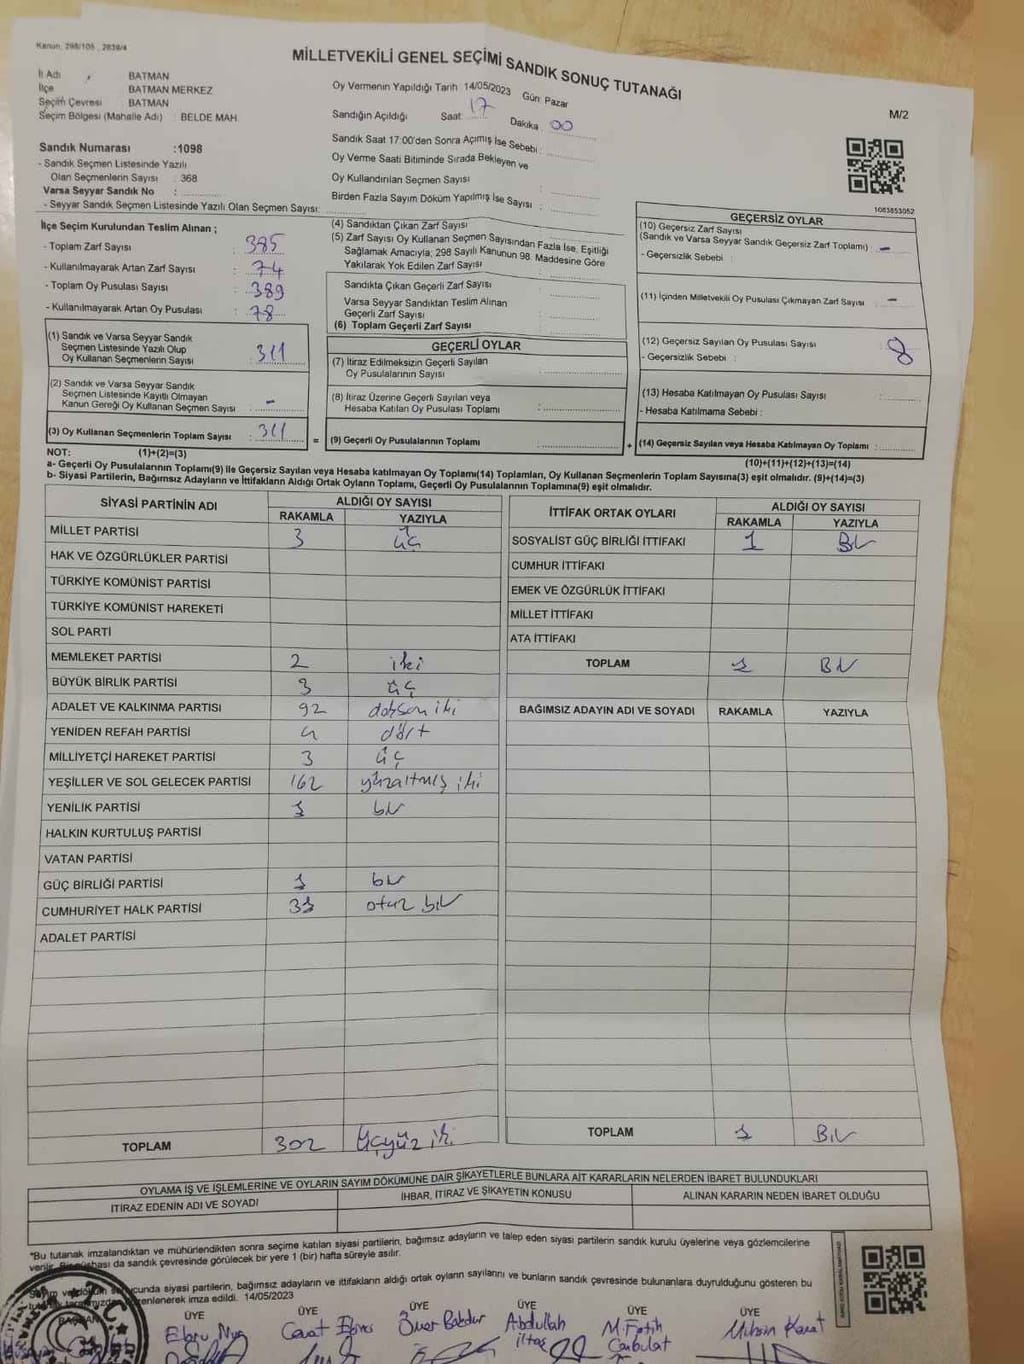 Kanun, 298/105 , 2839/4
MİLLETVEKİLİ GENEL SEÇİMİ SANDIK SONUÇ TUTANAĞI
İl Adı BATMAN
İlçe BATMAN MERKEZ
Seçim Çevresi BATMAN
Seçim Bölgesi (Mahalle Adı) : BELDE MAH.
Oy Vermenin Yapıldığı Tarih 14/05/2023 Gün: Pazar
Sandığın Açıldığı Saat 17 Dakika 00
M/2
Sandık Saat 17:00'den Sonra Açımış İse Sebebi :
Oy Verme Saati Bitiminde Sırada Bekleyen ve
Oy Kullandırılan Seçmen Sayısı :
Birden Fazla Sayım Döküm Yapılmış İse Sayısı :
Sandık Numarası :1098
- Sandık Seçmen Listesinde Yazılı
Olan Seçmenlerin Sayısı : 368
Varsa Seyyar Sandık No :
- Seyyar Sandık Seçmen Listesinde Yazılı Olan Seçmen Sayısı:
1083853052
İlçe Seçim Kurulundan Teslim Alınan ;
- Toplam Zarf Sayısı : 385
- Kullanılmayarak Artan Zarf Sayısı : 74
- Toplam Oy Pusulası Sayısı : 389
- Kullanılmayarak Artan Oy Pusulası : 78
(1) Sandık ve Varsa Seyyar Sandık
Seçmen Listesinde Yazılı Olup
Oy Kullanan Seçmenlerin Sayısı : 311
(2) Sandık ve Varsa Seyyar Sandık
Seçmen Listesinde Kayıtlı Olmayan
Kanun Gereği Oy Kullanan Seçmen Sayısı : -
(3) Oy Kullanan Seçmenlerin Toplam Sayısı : 311
(4) Sandıktan Çıkan Zarf Sayısı :
(5) Zarf Sayısı Oy Kullanan Seçmen Sayısından Fazla İse, Eşitliği
Sağlamak Amacıyla; 298 Sayılı Kanunun 98. Maddesine Göre
Yakılarak Yok Edilen Zarf Sayısı :
Sandıkta Çıkan Geçerli Zarf Sayısı :
Varsa Seyyar Sandıktan Teslim Alınan
Geçerli Zarf Sayısı :
(6) Toplam Geçerli Zarf Sayısı :
GEÇERLİ OYLAR
(7) İtiraz Edilmeksizin Geçerli Sayılan
Oy Pusulalarının Sayısı :
(8) İtiraz Üzerine Geçerli Sayılan veya
Hesaba Katılan Oy Pusulası Toplamı :
= (9) Geçerli Oy Pusulalarının Toplamı :
GEÇERSİZ OYLAR
(10) Geçersiz Zarf Sayısı
(Sandık ve Varsa Seyyar Sandık Geçersiz Zarf Toplamı) : -
- Geçersizlik Sebebi :
(11) İçinden Milletvekili Oy Pusulası Çıkmayan Zarf Sayısı : -
(12) Geçersiz Sayılan Oy Pusulası Sayısı : 8
- Geçersizlik Sebebi :
(13) Hesaba Katılmayan Oy Pusulası Sayısı :
- Hesaba Katılmama Sebebi :
+ (14) Geçersiz Sayılan veya Hesaba Katılmayan Oy Toplamı :
NOT: (1)+(2)=(3)
(10)+(11)+(12)+(13)=(14)
a- Geçerli Oy Pusulalarının Toplamı(9) ile Geçersiz Sayılan veya Hesaba katılmayan Oy Toplamı(14) Toplamları, Oy Kullanan Seçmenlerin Toplam Sayısına(3) eşit olmalıdır. (9)+(14)=(3)
b- Siyasi Partilerin, Bağımsız Adayların ve İttifakların Aldığı Ortak Oyların Toplamı, Geçerli Oy Pusulalarının Toplamına(9) eşit olmalıdır.
SİYASİ PARTİNİN ADI ALDIĞI OY SAYISI
RAKAMLA YAZIYLA
MİLLET PARTİSİ 3 üç
HAK VE ÖZGÜRLÜKLER PARTİSİ
TÜRKİYE KOMÜNİST PARTİSİ
TÜRKİYE KOMÜNİST HAREKETİ
SOL PARTİ
MEMLEKET PARTİSİ 2 iki
BÜYÜK BİRLİK PARTİSİ 3 üç
ADALET VE KALKINMA PARTİSİ 92 doksan iki
YENİDEN REFAH PARTİSİ 4 dört
MİLLİYETÇİ HAREKET PARTİSİ 3 üç
YEŞİLLER VE SOL GELECEK PARTİSİ 162 yüzaltmış iki
YENİLİK PARTİSİ 1 bir
HALKIN KURTULUŞ PARTİSİ
VATAN PARTİSİ
GÜÇ BİRLİĞİ PARTİSİ 1 bir
CUMHURİYET HALK PARTİSİ 31 otuz bir
ADALET PARTİSİ
TOPLAM 302 Üçyüz iki
İTTİFAK ORTAK OYLARI ALDIĞI OY SAYISI
RAKAMLA YAZIYLA
SOSYALİST GÜÇ BİRLİĞİ İTTİFAKI 1 Bir
CUMHUR İTTİFAKI
EMEK VE ÖZGÜRLÜK İTTİFAKI
MİLLET İTTİFAKI
ATA İTTİFAKI
TOPLAM 1 Bir
BAĞIMSIZ ADAYIN ADI VE SOYADI RAKAMLA YAZIYLA
TOPLAM 1 Bir
OYLAMA İŞ VE İŞLEMLERİNE VE OYLARIN SAYIM DÖKÜMÜNE DAİR ŞİKAYETLERLE BUNLARA AİT KARARLARIN NELERDEN İBARET BULUNDUKLARI
İTİRAZ EDENİN ADI VE SOYADI İHBAR, İTİRAZ VE ŞİKAYETİN KONUSU ALINAN KARARIN NEDEN İBARET OLDUĞU
*Bu tutanak imzalandıktan ve mühürlendikten sonra seçime katılan siyasi partilerin, bağımsız adayların ve talep eden siyasi partilerin sandık kurulu üyelerine veya gözlemcilerine
verilir. Bir nüshası da sandık çevresinde görülecek bir yere 1 (bir) hafta süreyle asılır.
Sayım ve döküm sonucunda siyasi partilerin, bağımsız adayların ve ittifakların aldığı ortak oyların sayılarını ve bunların sandık çevresinde bulunanlara duyrulduğunu gösteren bu
tutanak tarafımızdan düzenlenerek imza edildi. 14/05/2023
BAŞKAN ÜYE ÜYE ÜYE ÜYE ÜYE ÜYE
Ebru Cevat Ömer Abdullah M. Fatih Muhsin
iltaş